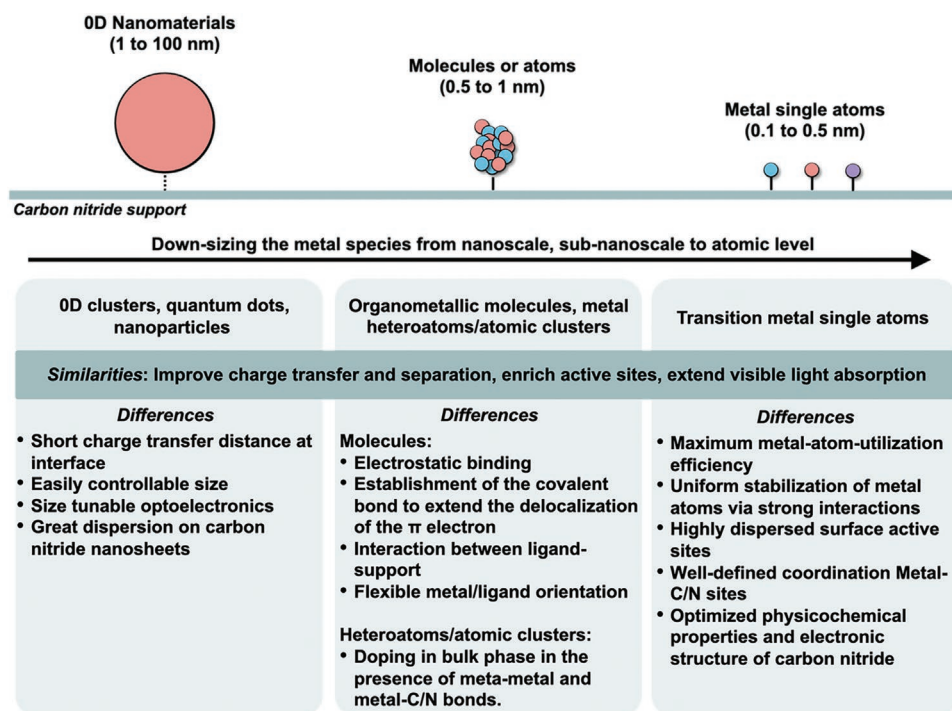 0D Nanomaterials
(1 to 100 nm)
Molecules or atoms
(0.5 to 1 nm)
Metal single atoms
(0.1 to 0.5 nm)
Carbon nitride support
Down-sizing the metal species from nanoscale, sub-nanoscale to atomic level
0D clusters, quantum dots,
nanoparticles
Organometallic molecules, metal
heteroatoms/atomic clusters
Transition metal single atoms
Similarities: Improve charge transfer and separation, enrich active sites, extend visible light absorption
Differences
• Short charge transfer distance at
interface
• Easily controllable size
• Size tunable optoelectronics
• Great dispersion on carbon
nitride nanosheets
Differences
Molecules:
• Electrostatic binding
• Establishment of the covalent
bond to extend the delocalization
of the π electron
• Interaction between ligand-
support
• Flexible metal/ligand orientation
Heteroatoms/atomic clusters:
• Doping in bulk phase in the
presence of meta-metal and
metal-C/N bonds.
Differences
• Maximum metal-atom-utilization
efficiency
• Uniform stabilization of metal
atoms via strong interactions
• Highly dispersed surface active
sites
• Well-defined coordination Metal-
C/N sites
• Optimized physicochemical
properties and electronic
structure of carbon nitride